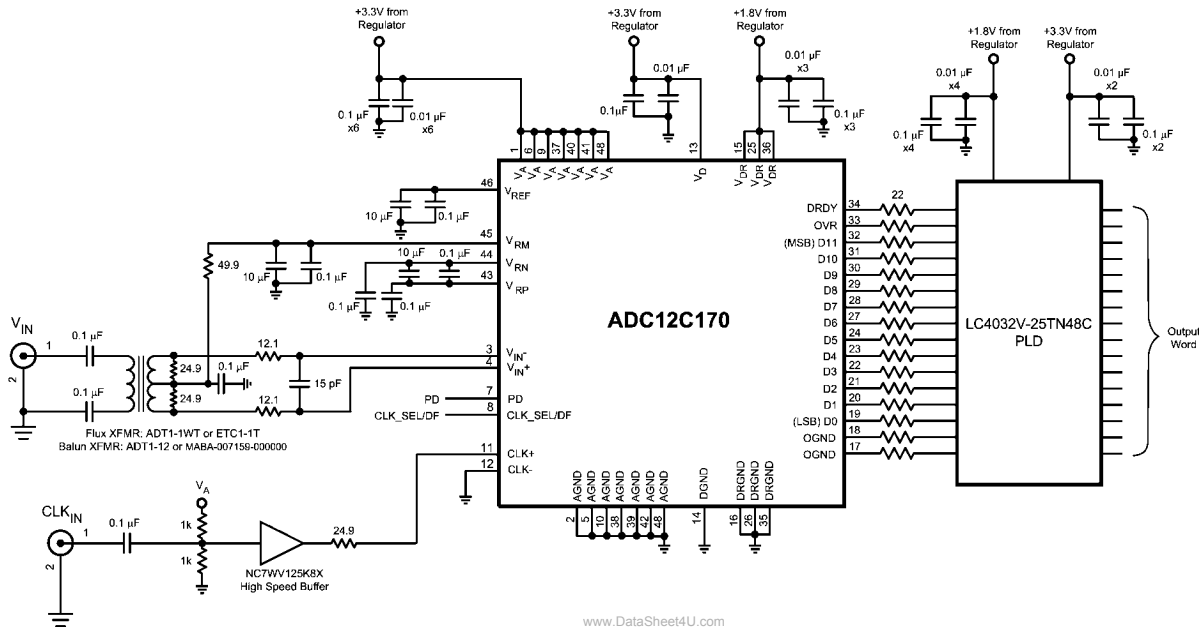 +3.3V from
Regulator
+3.3V from
Regulator
+1.8V from
Regulator
+1.8V from
Regulator
+3.3V from
Regulator
0.1 µF
x6
0.01 µF
x6
0.01 µF
0.1µF
0.01 µF
x3
0.1 µF
x3
0.01 µF
x4
0.1 µF
x4
0.01 µF
x2
0.1 µF
x2
1 6 9 37 40 41 48
VA VA VA VA VA VA VA
13
VD
15 25 36
VDR VDR VDR
46 VREF
10 µF 0.1 µF
45 VRM
49.9
10 µF 0.1 µF
44 VRN
43 VRP
10 µF 0.1 µF
0.1 µF 0.1 µF
ADC12C170
VIN
1
2
0.1 µF
0.1 µF
24.9
24.9
0.1 µF
12.1
12.1
15 pF
3 VIN-
4 VIN+
PD 7 PD
CLK_SEL/DF 8 CLK_SEL/DF
Flux XFMR: ADT1-1WT or ETC1-1T
Balun XFMR: ADT1-12 or MABA-007159-000000
11 CLK+
12 CLK-
CLKIN
1
2
0.1 µF
VA
1k
1k
NC7WV125K8X
High Speed Buffer
24.9
AGND AGND AGND AGND AGND AGND AGND
2 5 10 38 39 42 48
DGND
14
DRGND DRGND DRGND
16 26 35
22
DRDY 34
OVR 33
(MSB) D11 32
D10 31
D9 30
D8 29
D7 28
D6 27
D5 24
D4 23
D3 22
D2 21
D1 20
(LSB) D0 19
OGND 18
OGND 17
LC4032V-25TN48C
PLD
Output
Word
www.DataSheet4U.com